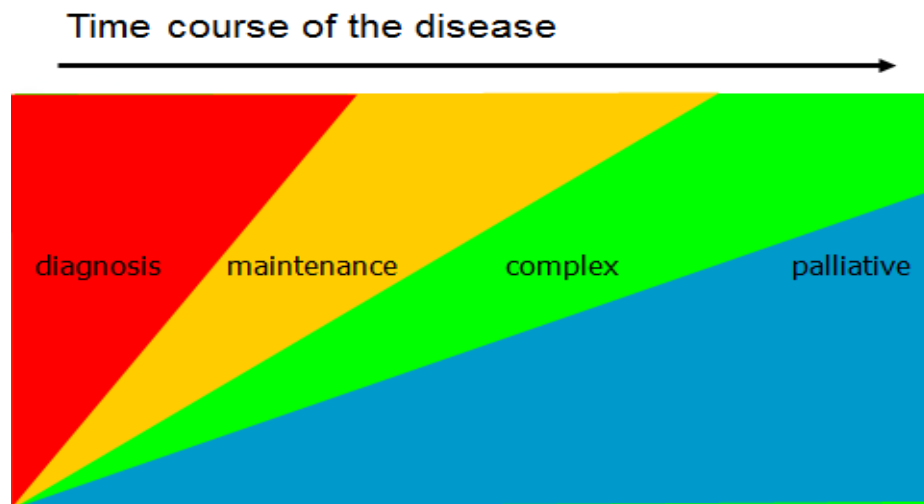 Time course of the disease
diagnosis maintenance complex palliative